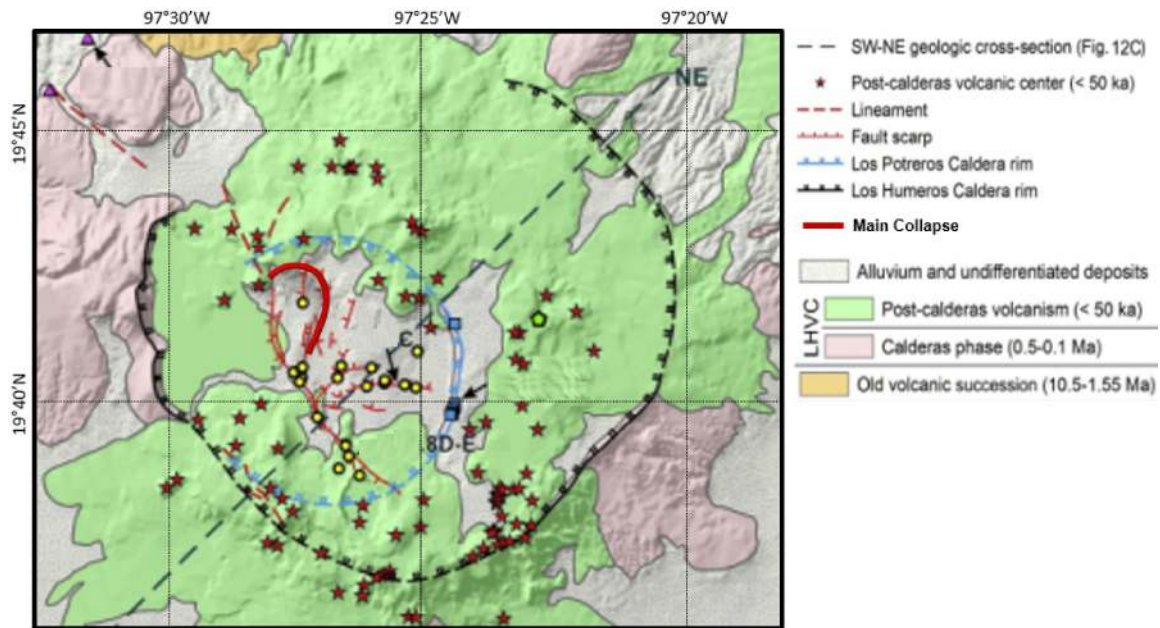 97°30'W 97°25'W 97°20'W
19°45'N
19°40'N
NE
C
8D-E
SW-NE geologic cross-section (Fig. 12C)
Post-calderas volcanic center (< 50 ka)
Lineament
Fault scarp
Los Potreros Caldera rim
Los Humeros Caldera rim
Main Collapse
Alluvium and undifferentiated deposits
LHVC
Post-calderas volcanism (< 50 ka)
Calderas phase (0.5-0.1 Ma)
Old volcanic succession (10.5-1.55 Ma)